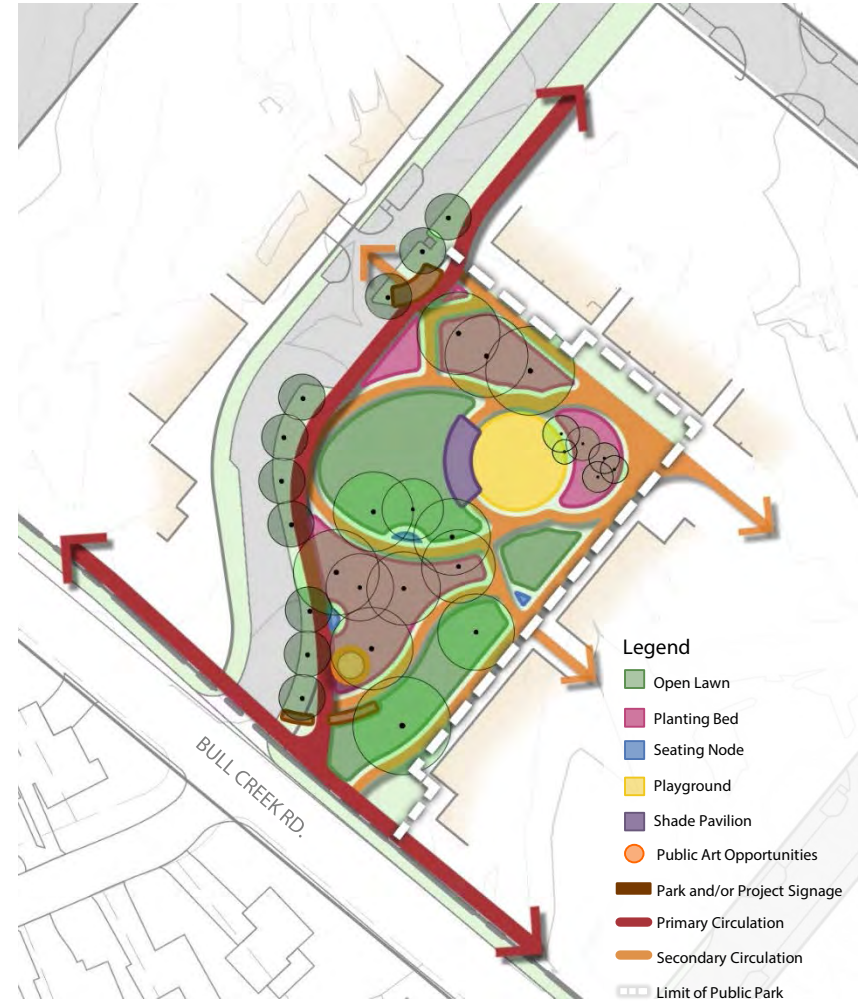 BULL CREEK RD.
Legend
Open Lawn
Planting Bed
Seating Node
Playground
Shade Pavilion
Public Art Opportunities
Park and/or Project Signage
Primary Circulation
Secondary Circulation
Limit of Public Park